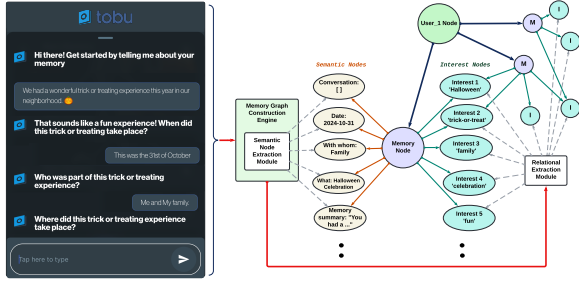 tobu
Hi there! Get started by telling me about your
memory
We had a wonderful trick or treating experience this year in our
neighborhood. 🎃
That sounds like a fun experience! When did
this trick or treating take place?
This was the 31st of October
Who was part of this trick or treating
experience?
Me and My family.
Where did this trick or treating experience
take place?
Tap here to type
Memory Graph
Construction
Engine
Semantic
Node
Extraction
Module
Semantic Nodes
Conversation:
[ ]
Date:
2024-10-31
With whom:
Family
What: Halloween
Celebration
Memory
summary: "You
had a ..."
User_1 Node
Memory
Node
Interest Nodes
Interest 1
'Halloween'
Interest 2
'trick-or-treat'
Interest 3
'family'
Interest 4
'celebration'
Interest 5
'fun'
M
M
I
I
I
I
Relational
Extraction
Module